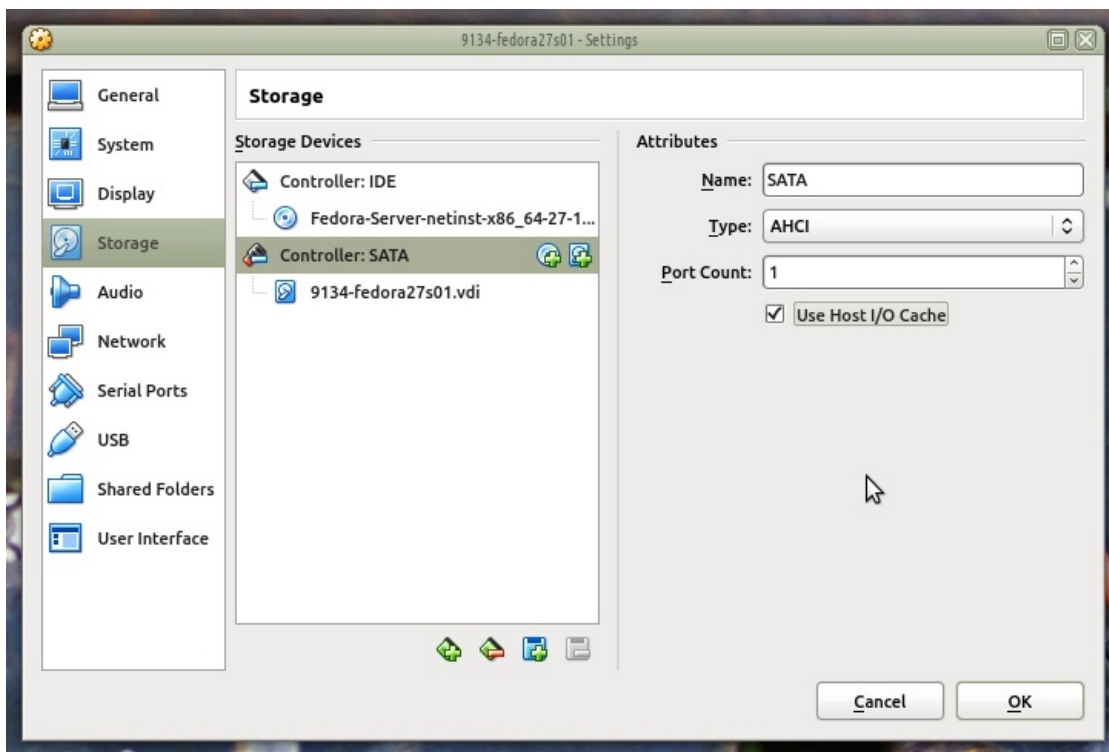 9134-fedora27s01 - Settings
General
System
Display
Storage
Audio
Network
Serial Ports
USB
Shared Folders
User Interface
Storage
Storage Devices
Controller: IDE
Fedora-Server-netinst-x86_64-27-1...
Controller: SATA
9134-fedora27s01.vdi
Attributes
Name: SATA
Type: AHCI
Port Count: 1
Use Host I/O Cache
Cancel OK